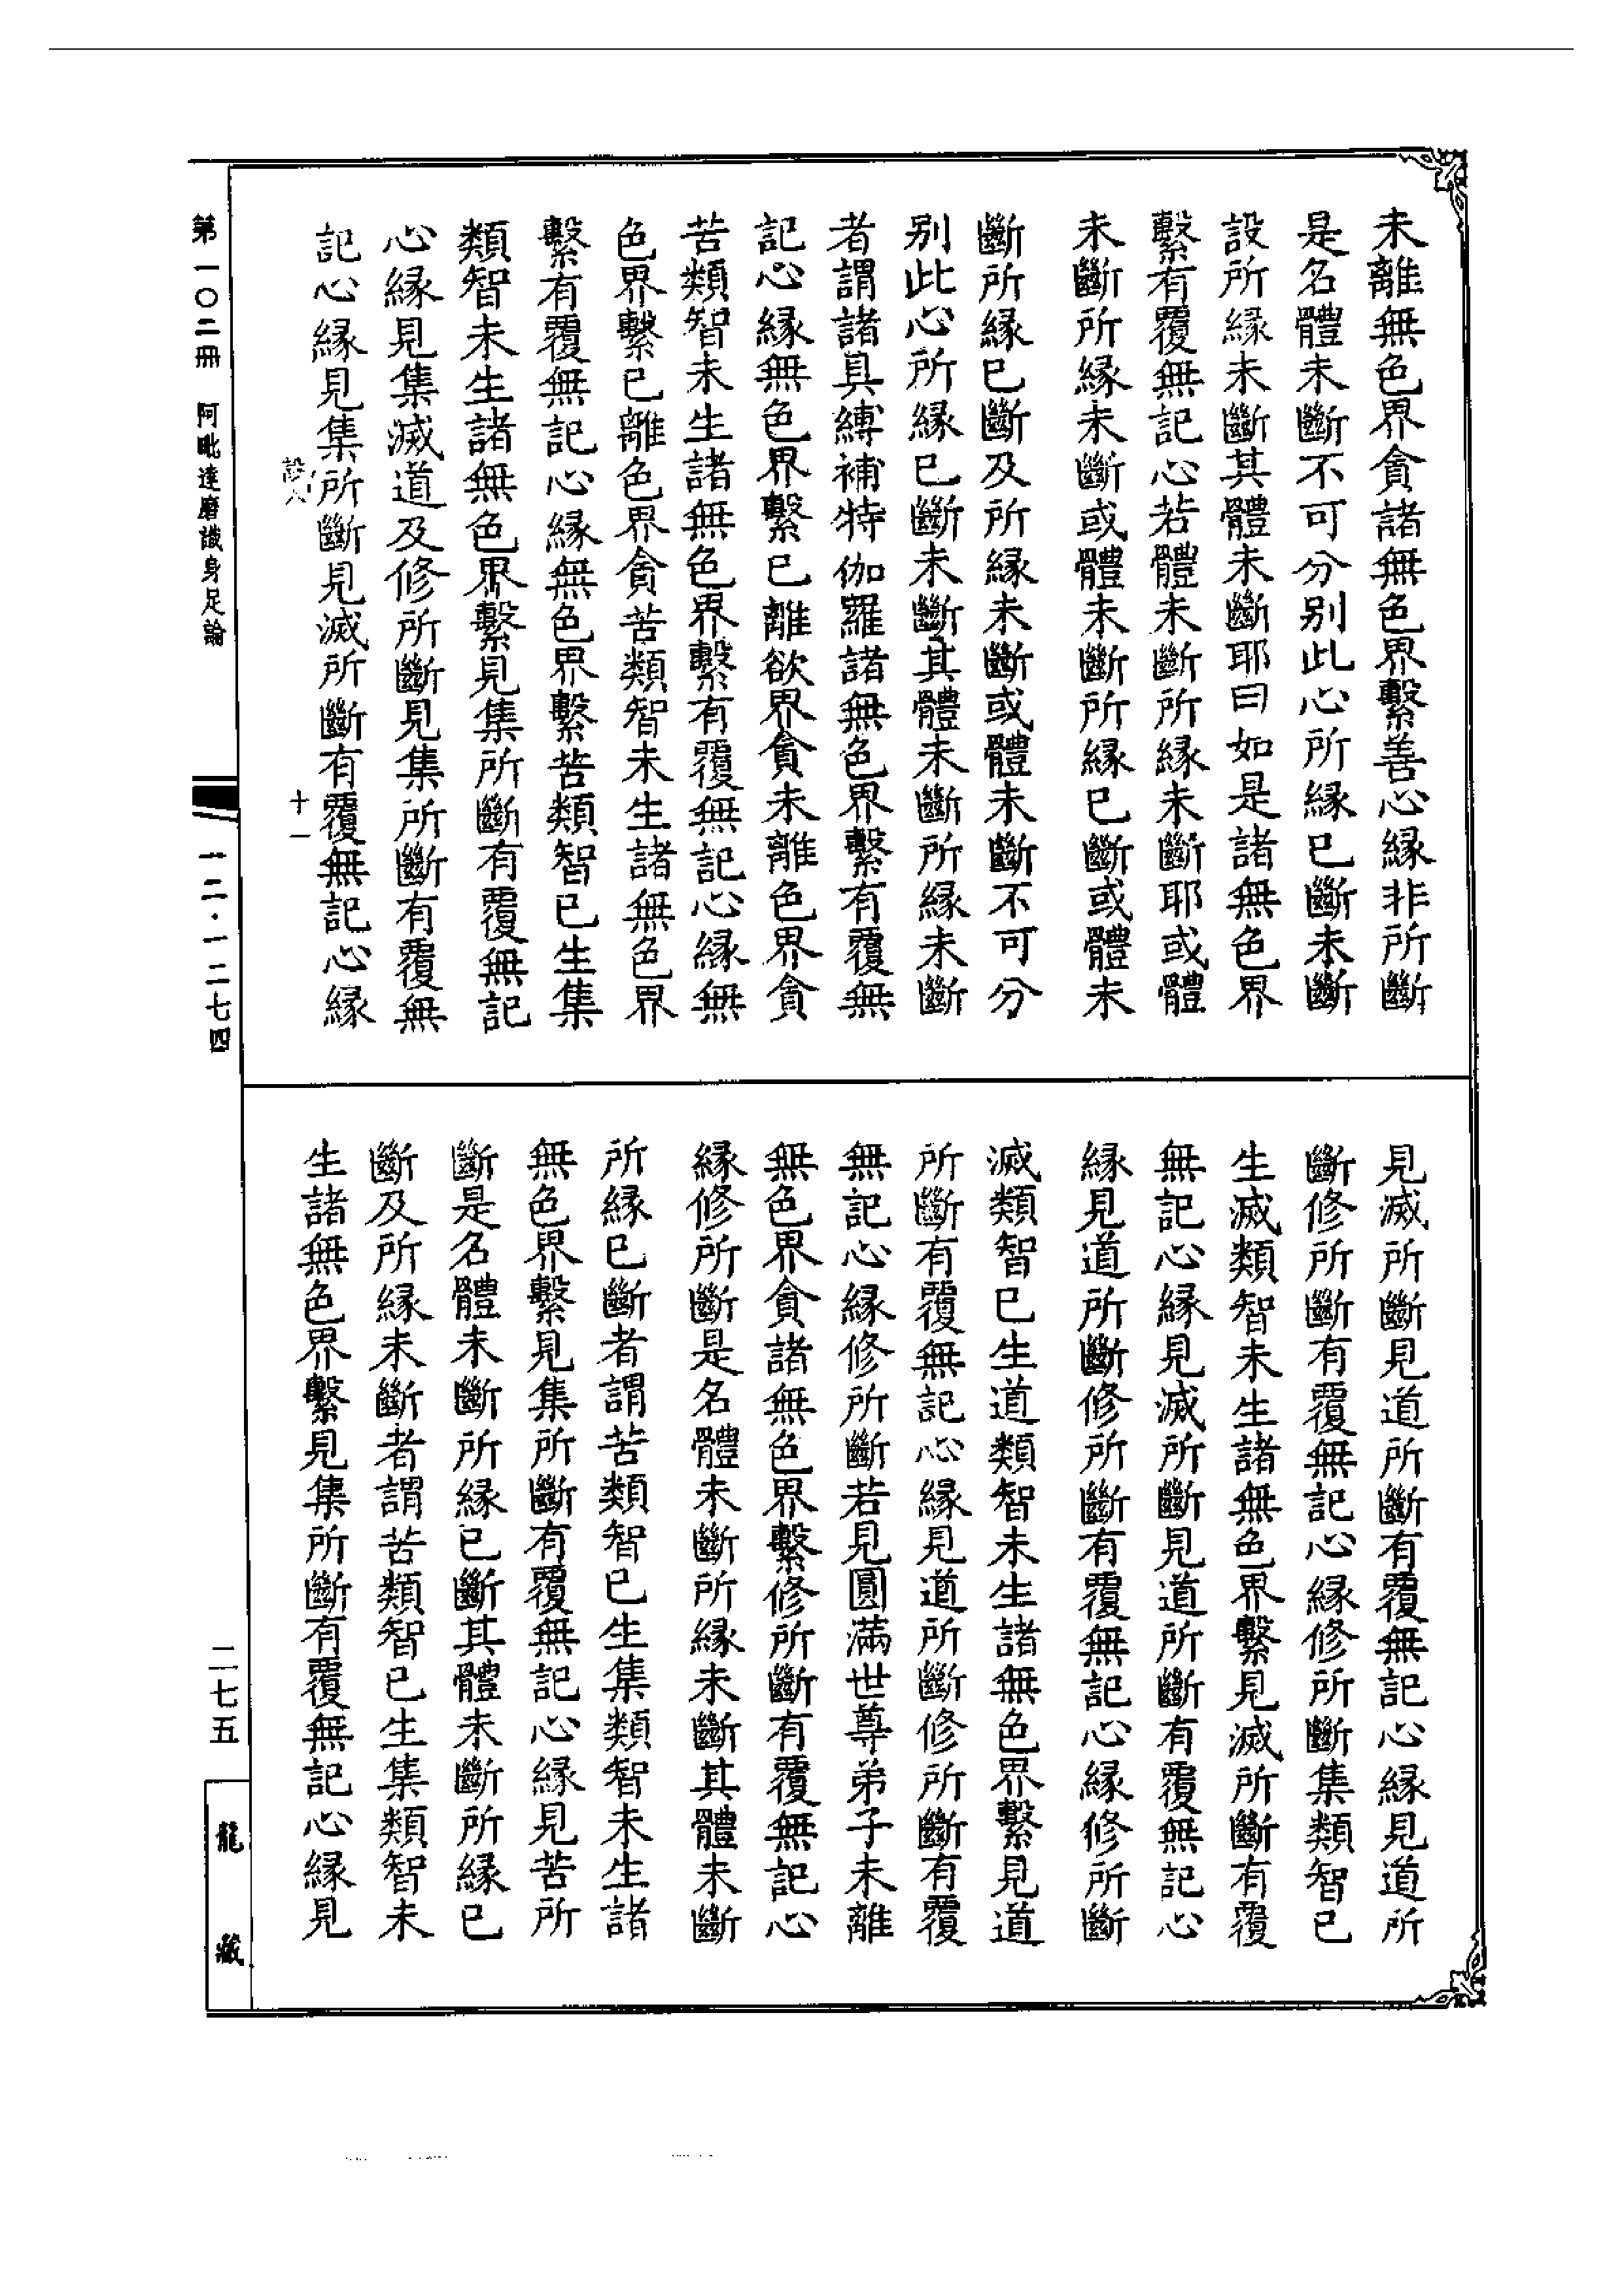 未離無色界貪諸無色界繫善心緣非所斷
是名體未斷不可分別此心所緣已斷未斷
設所緣未斷其體未斷耶曰如是諸無色界
繫有覆無記心若體未斷所緣未斷耶或體
未斷所緣未斷或體未斷所緣已斷或體未
斷所緣已斷及所緣未斷或體未斷不可分
別此心所緣已斷未斷其體未斷所緣未斷
者謂諸具縛補特伽羅諸無色界繫有覆無
記心緣無色界繫已離欲界貪未離色界貪
苦類智未生諸無色界繫有覆無記心緣無
色界繫已離色界貪苦類智未生諸無色界
繫有覆無記心緣無色界繫苦類智已生集
類智未生諸無色界繫見集所斷有覆無記
心緣見集滅道及修所斷見集所斷有覆無
記心緣見集所斷見滅所斷有覆無記心緣
十一
見滅所斷見道所斷有覆無記心緣見道所
斷修所斷有覆無記心緣修所斷集類智已
生滅類智未生諸無色界繫見滅所斷有覆
無記心緣見滅所斷見道所斷有覆無記心
緣見道所斷修所斷有覆無記心緣修所斷
滅類智已生道類智未生諸無色界繫見道
所斷有覆無記心緣見道所斷修所斷有覆
無記心緣修所斷若見圓滿世尊弟子未離
無色界貪諸無色界繫修所斷有覆無記心
緣修所斷是名體未斷所緣未斷其體未斷
所緣已斷者謂苦類智已生集類智未生諸
無色界繫見集所斷有覆無記心緣見苦所
斷是名體未斷所緣已斷其體未斷所緣已
斷及所緣未斷者謂苦類智已生集類智未
生諸無色界繫見集所斷有覆無記心緣見
第一〇二冊 阿毗達磨識身足論
一二·一二七四
二七五
龍藏